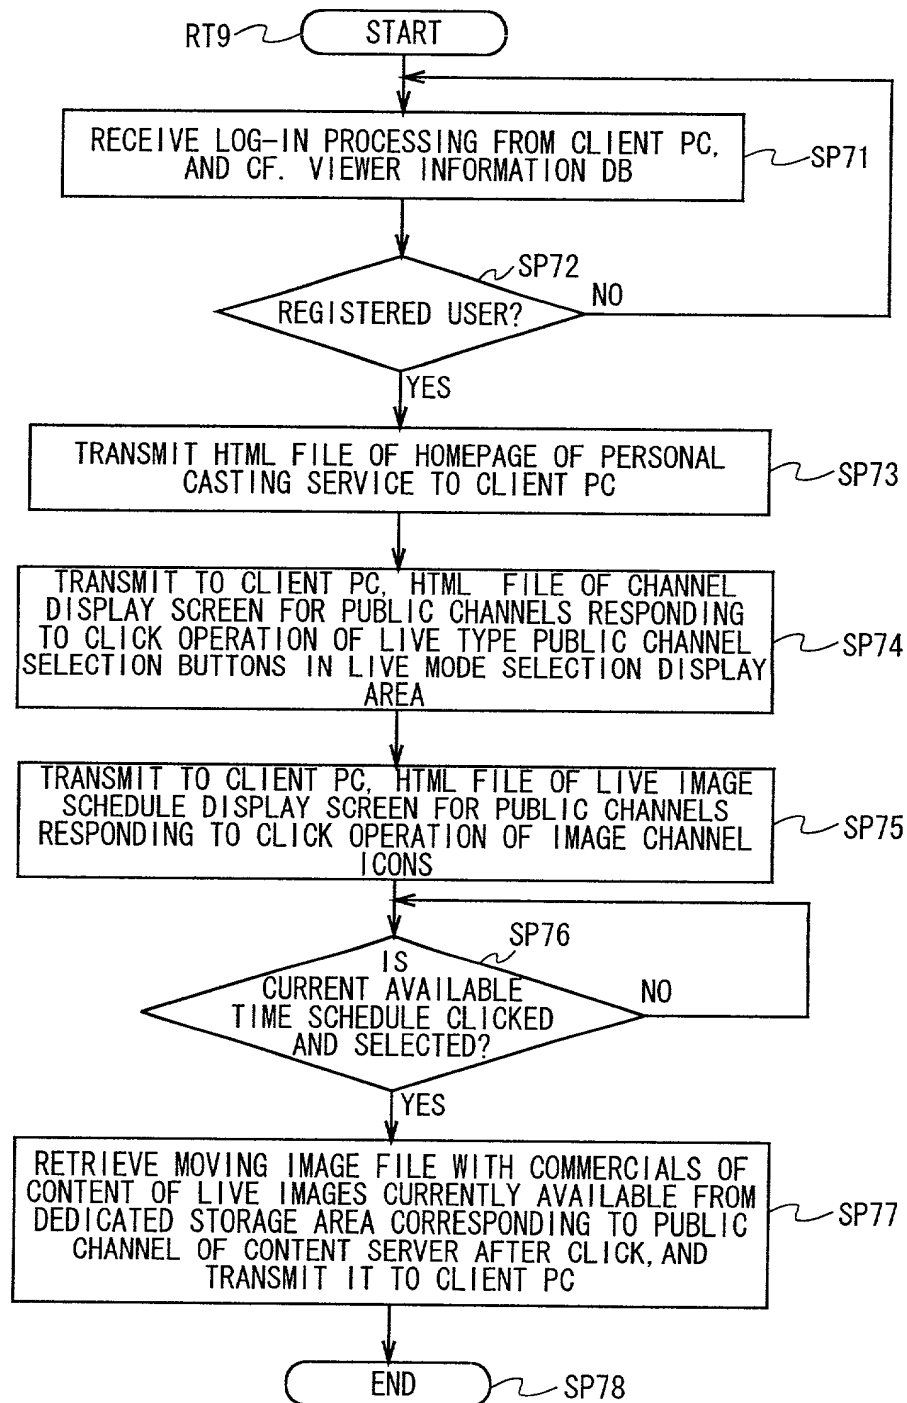 RT9
START
RECEIVE LOG-IN PROCESSING FROM CLIENT PC,
AND CF. VIEWER INFORMATION DB
SP71
SP72
REGISTERED USER?
NO
YES
TRANSMIT HTML FILE OF HOMEPAGE OF PERSONAL
CASTING SERVICE TO CLIENT PC
SP73
TRANSMIT TO CLIENT PC, HTML FILE OF CHANNEL
DISPLAY SCREEN FOR PUBLIC CHANNELS RESPONDING
TO CLICK OPERATION OF LIVE TYPE PUBLIC CHANNEL
SELECTION BUTTONS IN LIVE MODE SELECTION DISPLAY
AREA
SP74
TRANSMIT TO CLIENT PC, HTML FILE OF LIVE IMAGE
SCHEDULE DISPLAY SCREEN FOR PUBLIC CHANNELS
RESPONDING TO CLICK OPERATION OF IMAGE CHANNEL
ICONS
SP75
SP76
IS
CURRENT AVAILABLE
TIME SCHEDULE CLICKED
AND SELECTED?
NO
YES
RETRIEVE MOVING IMAGE FILE WITH COMMERCIALS OF
CONTENT OF LIVE IMAGES CURRENTLY AVAILABLE FROM
DEDICATED STORAGE AREA CORRESPONDING TO PUBLIC
CHANNEL OF CONTENT SERVER AFTER CLICK, AND
TRANSMIT IT TO CLIENT PC
SP77
END
SP78